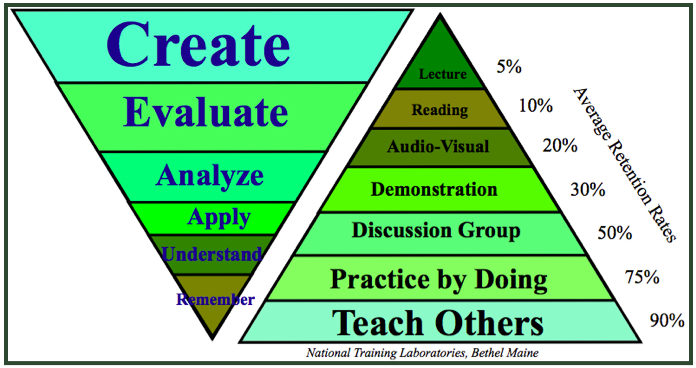 Create
Evaluate
Analyze
Apply
Understand
Remember
Lecture
5%
Reading
10%
Audio-Visual
20%
Demonstration
30%
Discussion Group
50%
Practice by Doing
75%
Teach Others
90%
Average Retention Rates
National Training Laboratories, Bethel Maine